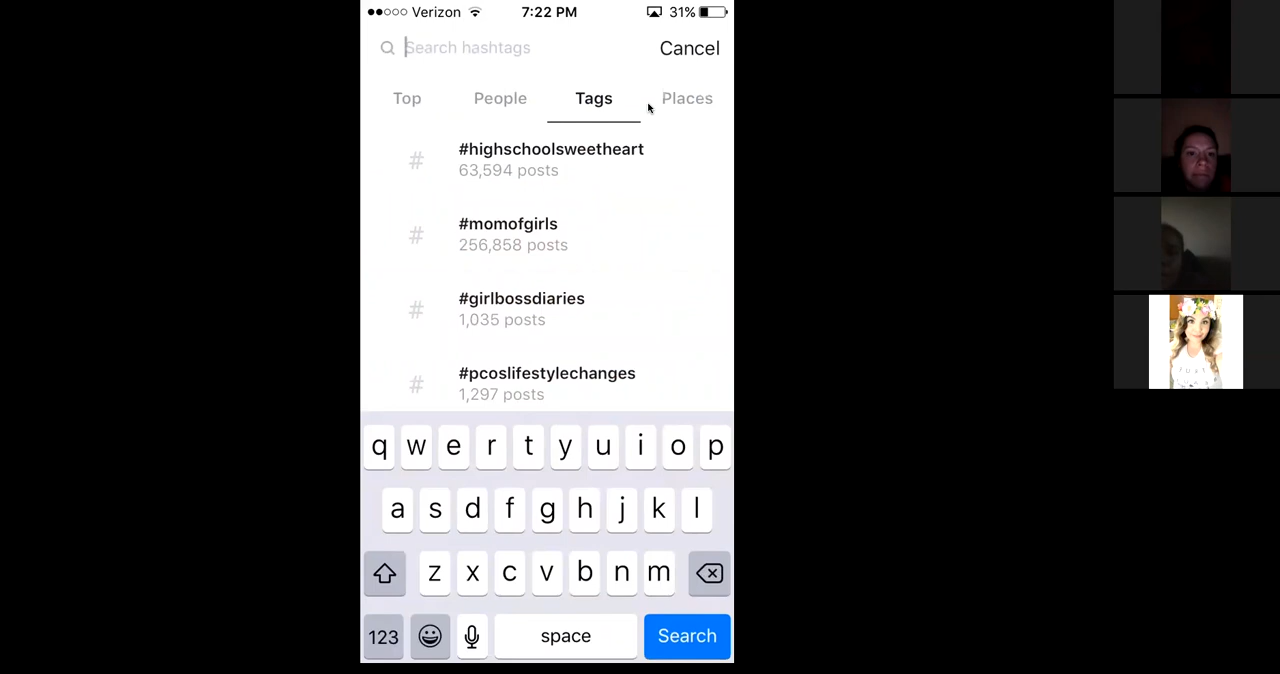 Verizon 7:22 PM 31%
Search hashtags Cancel
Top People Tags Places
# #highschoolsweetheart
63,594 posts
# #momofgirls
256,858 posts
# #girlbossdiaries
1,035 posts
# #pcoslifestylechanges
1,297 posts
q w e r t y u i o p
a s d f g h j k l
z x c v b n m
123 space Search